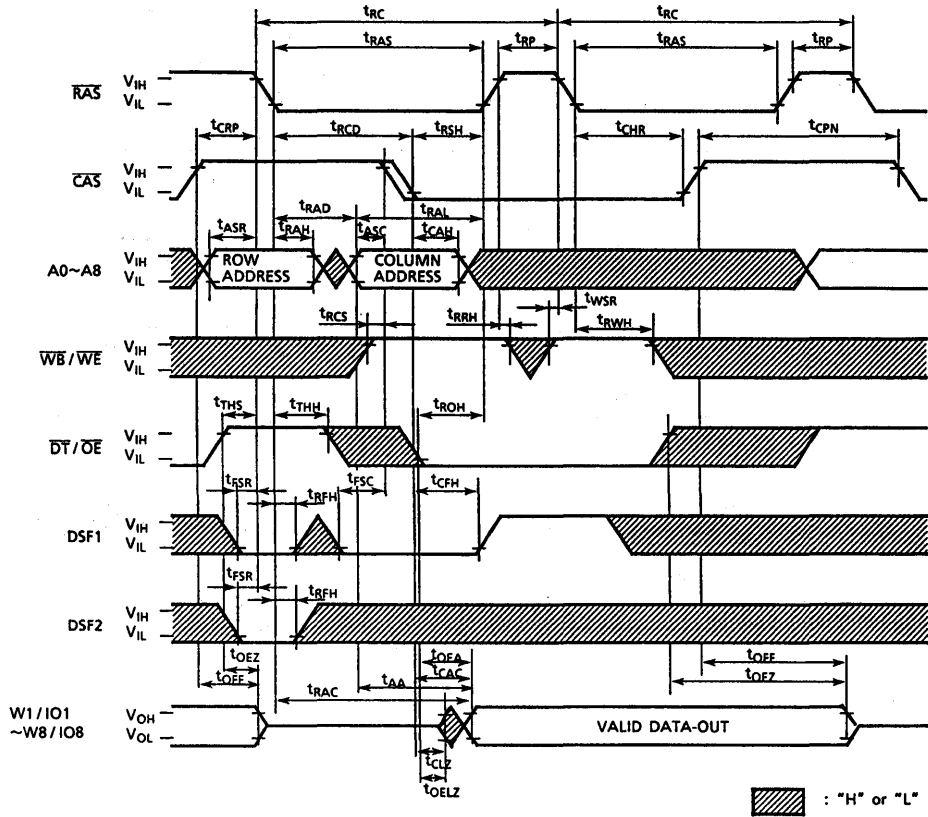 tRC tRC
tRAS tRP tRAS tRP
RAS VIH
VIL
tCRP tRCD tRSH tCHR tCPN
CAS VIH
VIL
tRAD tRAL
tASR tRAH tASC tCAH
A0~A8 VIH
VIL
ROW
ADDRESS
COLUMN
ADDRESS
tWSR
tRCS tRRH tRWH
WB / WE VIH
VIL
tTHS tTHH tROH
DT / OE VIH
VIL
tFSR tRFH tFSC tCFH
DSF1 VIH
VIL
tFSR tRFH
DSF2 VIH
VIL
tOEZ tOEA tOFF
tOFF tCAC tOEZ
tAA
tRAC
W1 / IO1
~W8 / IO8
VOH
VOL
VALID DATA-OUT
tCLZ
tOELZ
: "H" or "L"